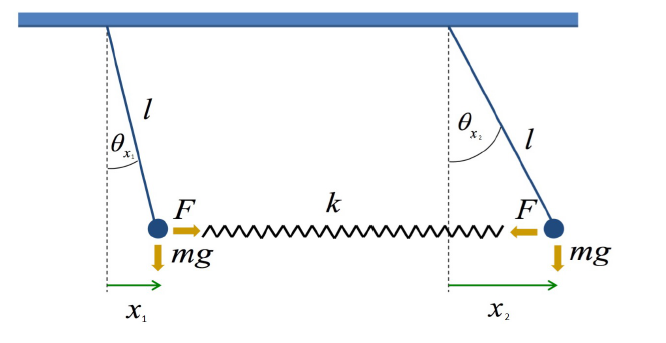 l
θx₁
θx₂
l
k
F
F
mg
mg
x₁
x₂